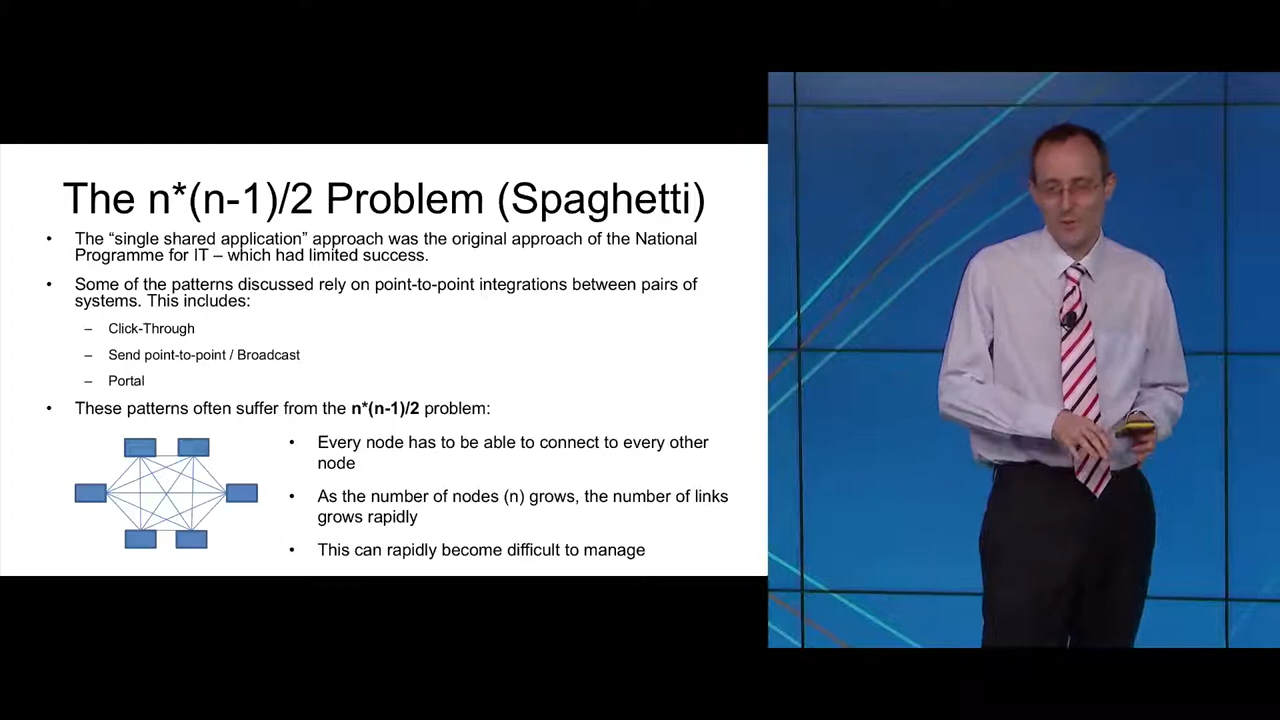 The n*(n-1)/2 Problem (Spaghetti)
• The “single shared application” approach was the original approach of the National
Programme for IT – which had limited success.
• Some of the patterns discussed rely on point-to-point integrations between pairs of
systems. This includes:
– Click-Through
– Send point-to-point / Broadcast
– Portal
• These patterns often suffer from the n*(n-1)/2 problem:
• Every node has to be able to connect to every other
node
• As the number of nodes (n) grows, the number of links
grows rapidly
• This can rapidly become difficult to manage